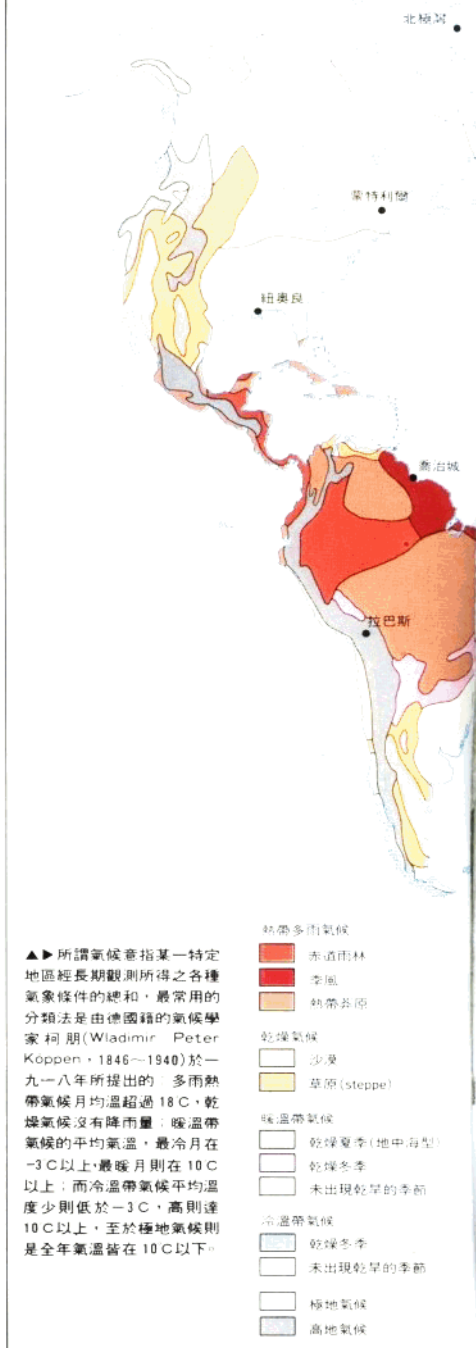 北極灣
蒙特利爾
紐奧良
喬治城
拉巴斯
▲▶所謂氣候意指某一特定
地區經長期觀測所得之各種
氣象條件的總和，最常用的
分類法是由德國籍的氣候學
家柯朋(Wladimir Peter
Köppen，1846～1940)於一
九一八年所提出的：多雨熱
帶氣候月均溫超過18C，乾
燥氣候沒有降雨量；暖溫帶
氣候的平均氣溫，最冷月在
-3C以上，最暖月則在10C
以上；而冷溫帶氣候平均溫
度少則低於－3C，高則達
10C以上，至於極地氣候則
是全年氣溫皆在10C以下。
熱帶多雨氣候
赤道雨林
季風
熱帶莽原
乾燥氣候
沙漠
草原(steppe)
暖溫帶氣候
乾燥夏季(地中海型)
乾燥冬季
未出現乾旱的季節
冷溫帶氣候
乾燥冬季
未出現乾旱的季節
極地氣候
高地氣候